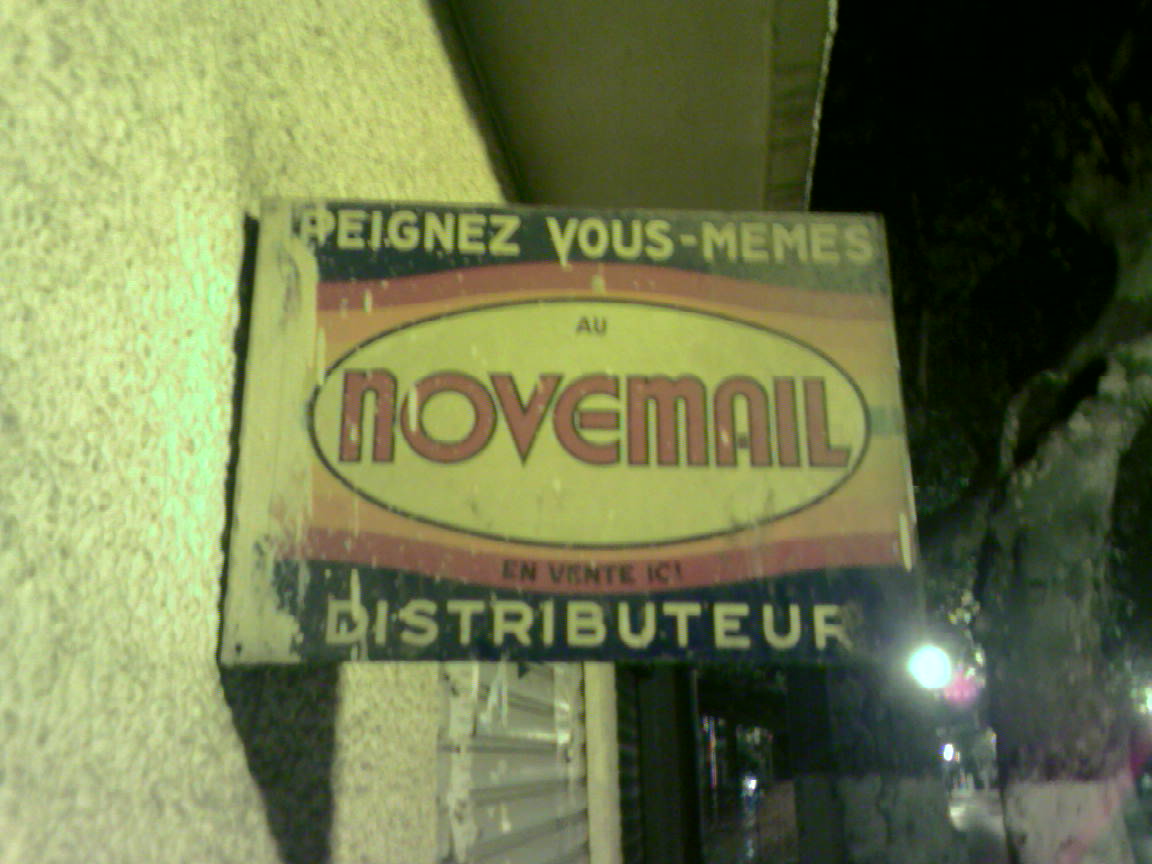 PEIGNEZ VOUS-MEMES
AU
NOVEMAIL
EN VENTE ICI
DISTRIBUTEUR